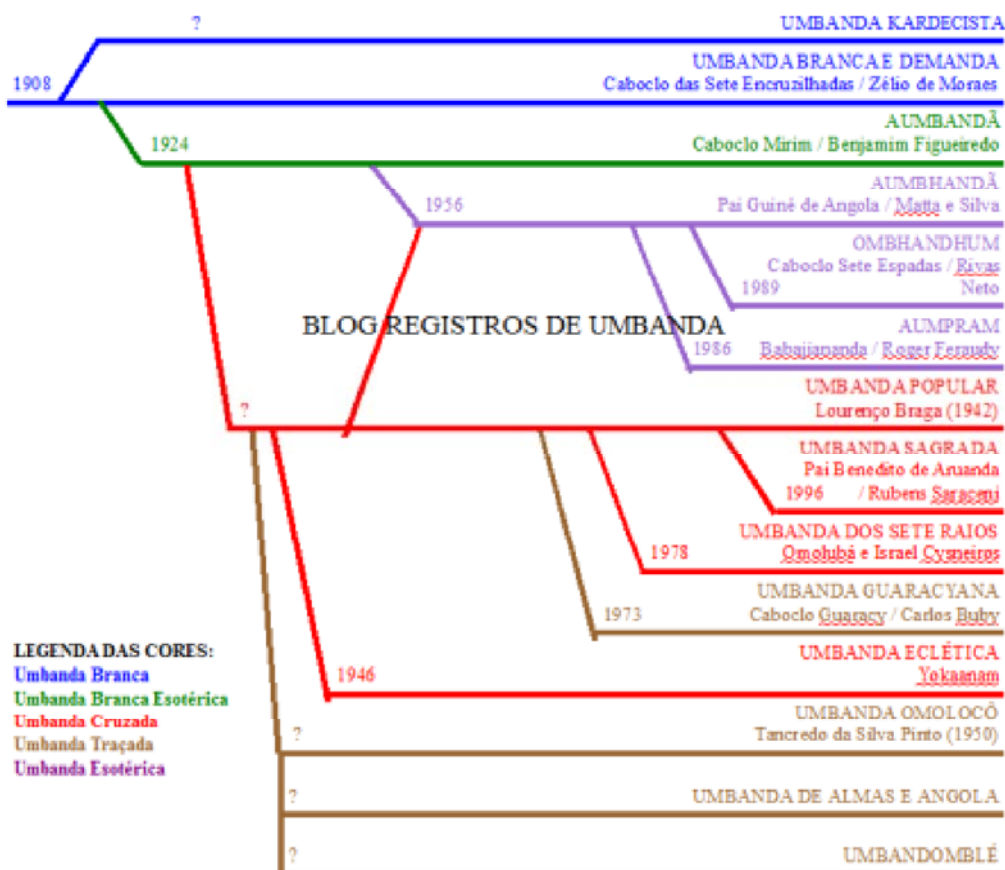 ?
UMBANDA KARDECISTA
1908
UMBANDA BRANCA E DEMANDA
Caboclo das Sete Encruzilhadas / Zélio de Moraes
1924
AUMBANDÃ
Caboclo Mirim / Benjamim Figueiredo
1956
AUMBHANDÃ
Pai Guiné de Angola / Matta e Silva
OMBHANDHUM
Caboclo Sete Espadas / Rivas
1989 Neto
BLOG REGISTROS DE UMBANDA
AUMPRAM
1986 Babajiananda / Roger Feraudy
UMBANDA POPULAR
? Lourenço Braga (1942)
UMBANDA SAGRADA
Pai Benedito de Aruanda
1996 / Rubens Saraceni
UMBANDA DOS SETE RAIOS
1978 Omolubá e Israel Cysneiros
UMBANDA GUARACYANA
1973 Caboclo Guaracy / Carlos Buby
LEGENDA DAS CORES:
Umbanda Branca
Umbanda Branca Esotérica
Umbanda Cruzada
Umbanda Traçada
Umbanda Esotérica
UMBANDA ECLÉTICA
1946 Yokaanam
UMBANDA OMOLOCÔ
? Tancredo da Silva Pinto (1950)
? UMBANDA DE ALMAS E ANGOLA
? UMBANDOMBLÉ